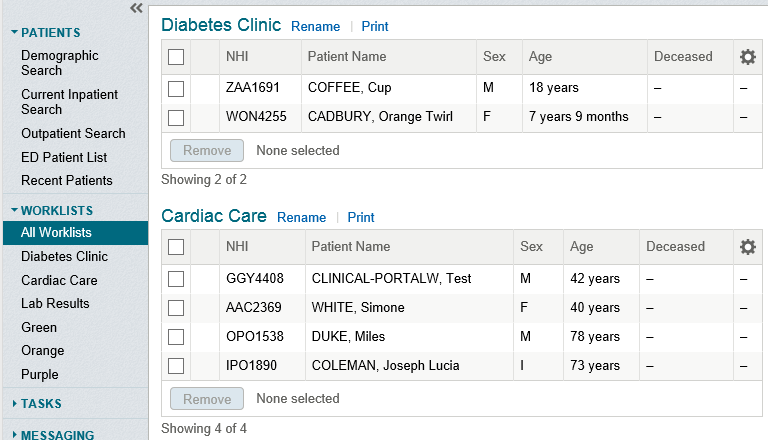 PATIENTS
Demographic
Search
Current Inpatient
Search
Outpatient Search
ED Patient List
Recent Patients
WORKLISTS
All Worklists
Diabetes Clinic
Cardiac Care
Lab Results
Green
Orange
Purple
TASKS
MESSAGING
Diabetes Clinic Rename | Print
NHI Patient Name Sex Age Deceased
ZAA1691 COFFEE, Cup M 18 years – –
WON4255 CADBURY, Orange Twirl F 7 years 9 months – –
Remove None selected
Showing 2 of 2
Cardiac Care Rename | Print
NHI Patient Name Sex Age Deceased
GGY4408 CLINICAL-PORTALW, Test M 42 years – –
AAC2369 WHITE, Simone F 40 years – –
OPO1538 DUKE, Miles M 78 years – –
IPO1890 COLEMAN, Joseph Lucia I 73 years – –
Remove None selected
Showing 4 of 4